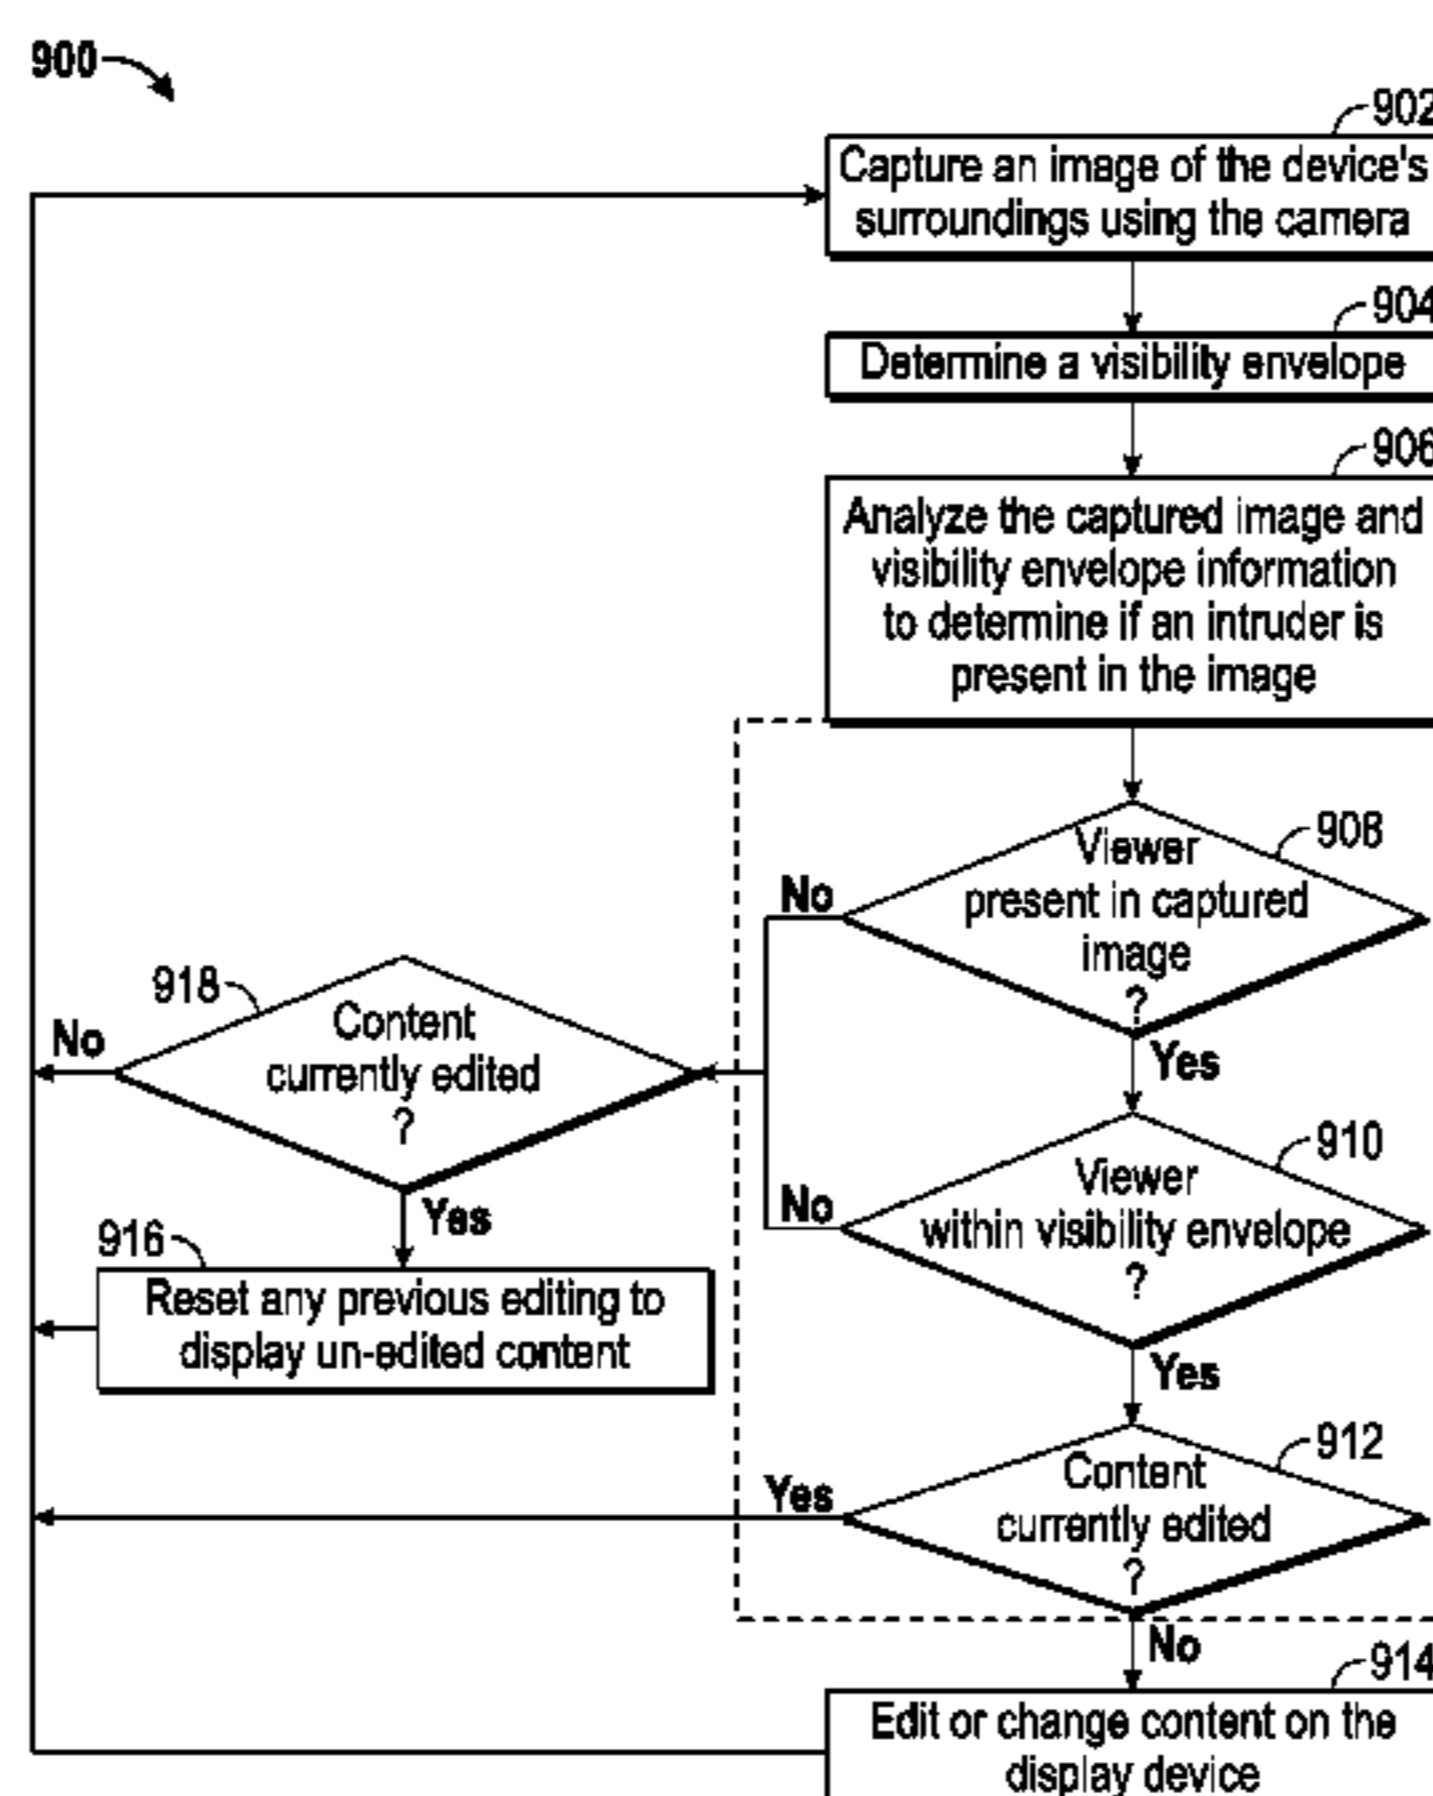 900
902
Capture an image of the device's
surroundings using the camera
904
Determine a visibility envelope
906
Analyze the captured image and
visibility envelope information
to determine if an intruder is
present in the image
908
Viewer
present in captured
image
?
No
Yes
918
Content
currently edited
?
No
Yes
910
Viewer
within visibility envelope
?
No
Yes
916
Reset any previous editing to
display un-edited content
912
Content
currently edited
?
Yes
No
914
Edit or change content on the
display device